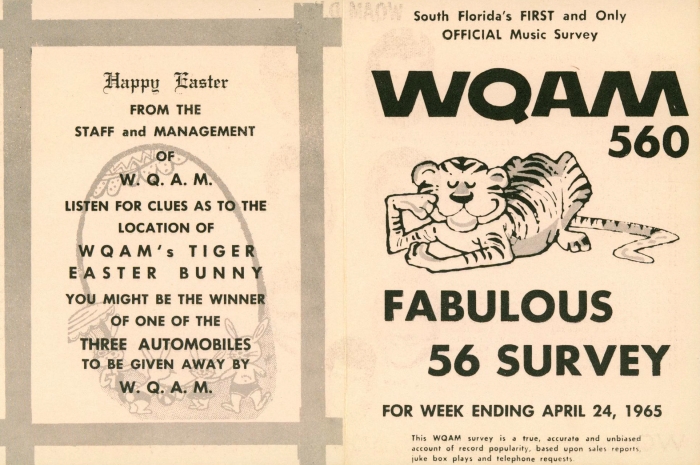 Happy Easter
FROM THE
STAFF and MANAGEMENT
OF
W. Q. A. M.
LISTEN FOR CLUES AS TO THE
LOCATION OF
WQAM's TIGER
EASTER BUNNY
YOU MIGHT BE THE WINNER
OF ONE OF THE
THREE AUTOMOBILES
TO BE GIVEN AWAY BY
W. Q. A. M.
South Florida's FIRST and Only
OFFICIAL Music Survey
WQAM
560
FABULOUS
56 SURVEY
FOR WEEK ENDING APRIL 24, 1965
This WQAM survey is a true, accurate and unbiased
account of record popularity, based upon sales reports,
juke box plays and telephone requests.